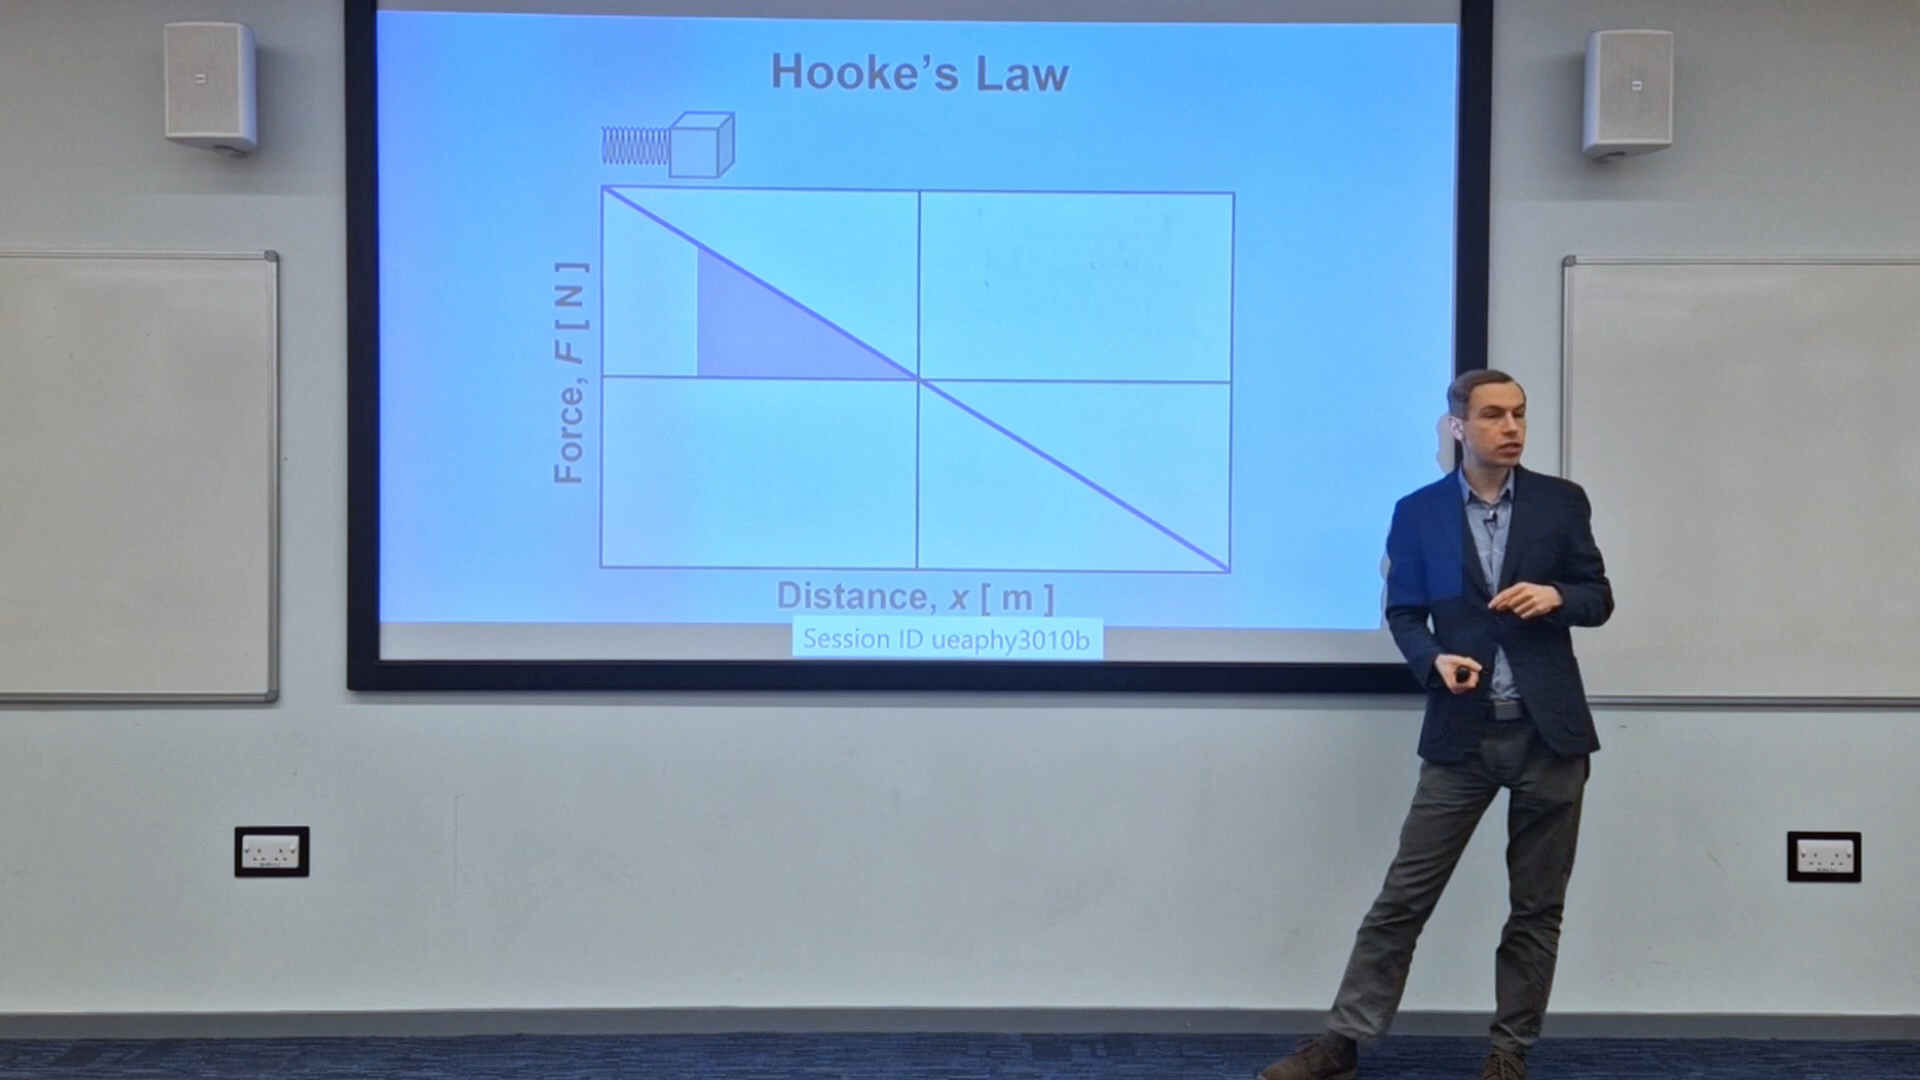 Hooke's Law
Force, F [ N ]
Distance, x [ m ]
Session ID ueaphy3010b